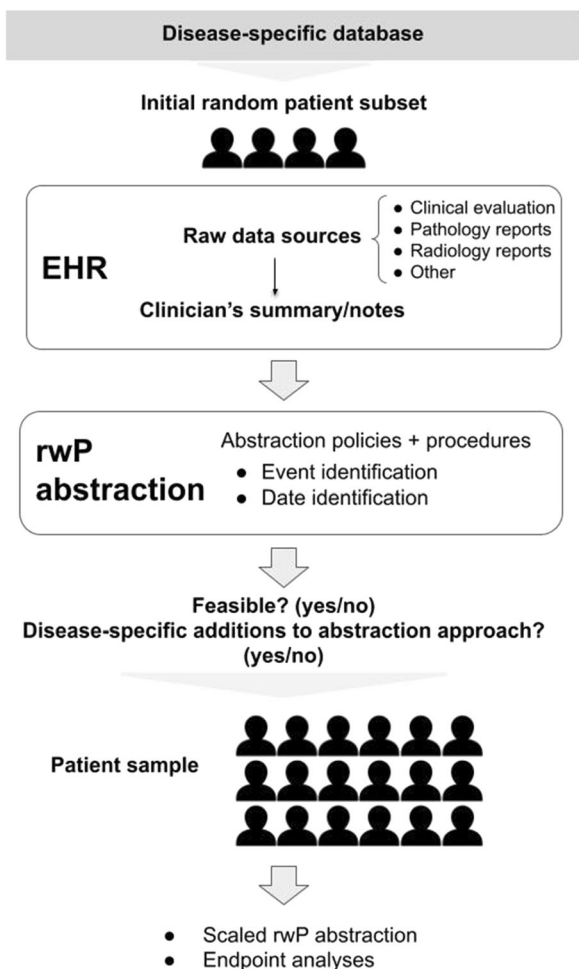 Disease-specific database
Initial random patient subset
EHR
Raw data sources
● Clinical evaluation
● Pathology reports
● Radiology reports
● Other
Clinician's summary/notes
rwP
abstraction
Abstraction policies + procedures
● Event identification
● Date identification
Feasible? (yes/no)
Disease-specific additions to abstraction approach?
(yes/no)
Patient sample
● Scaled rwP abstraction
● Endpoint analyses